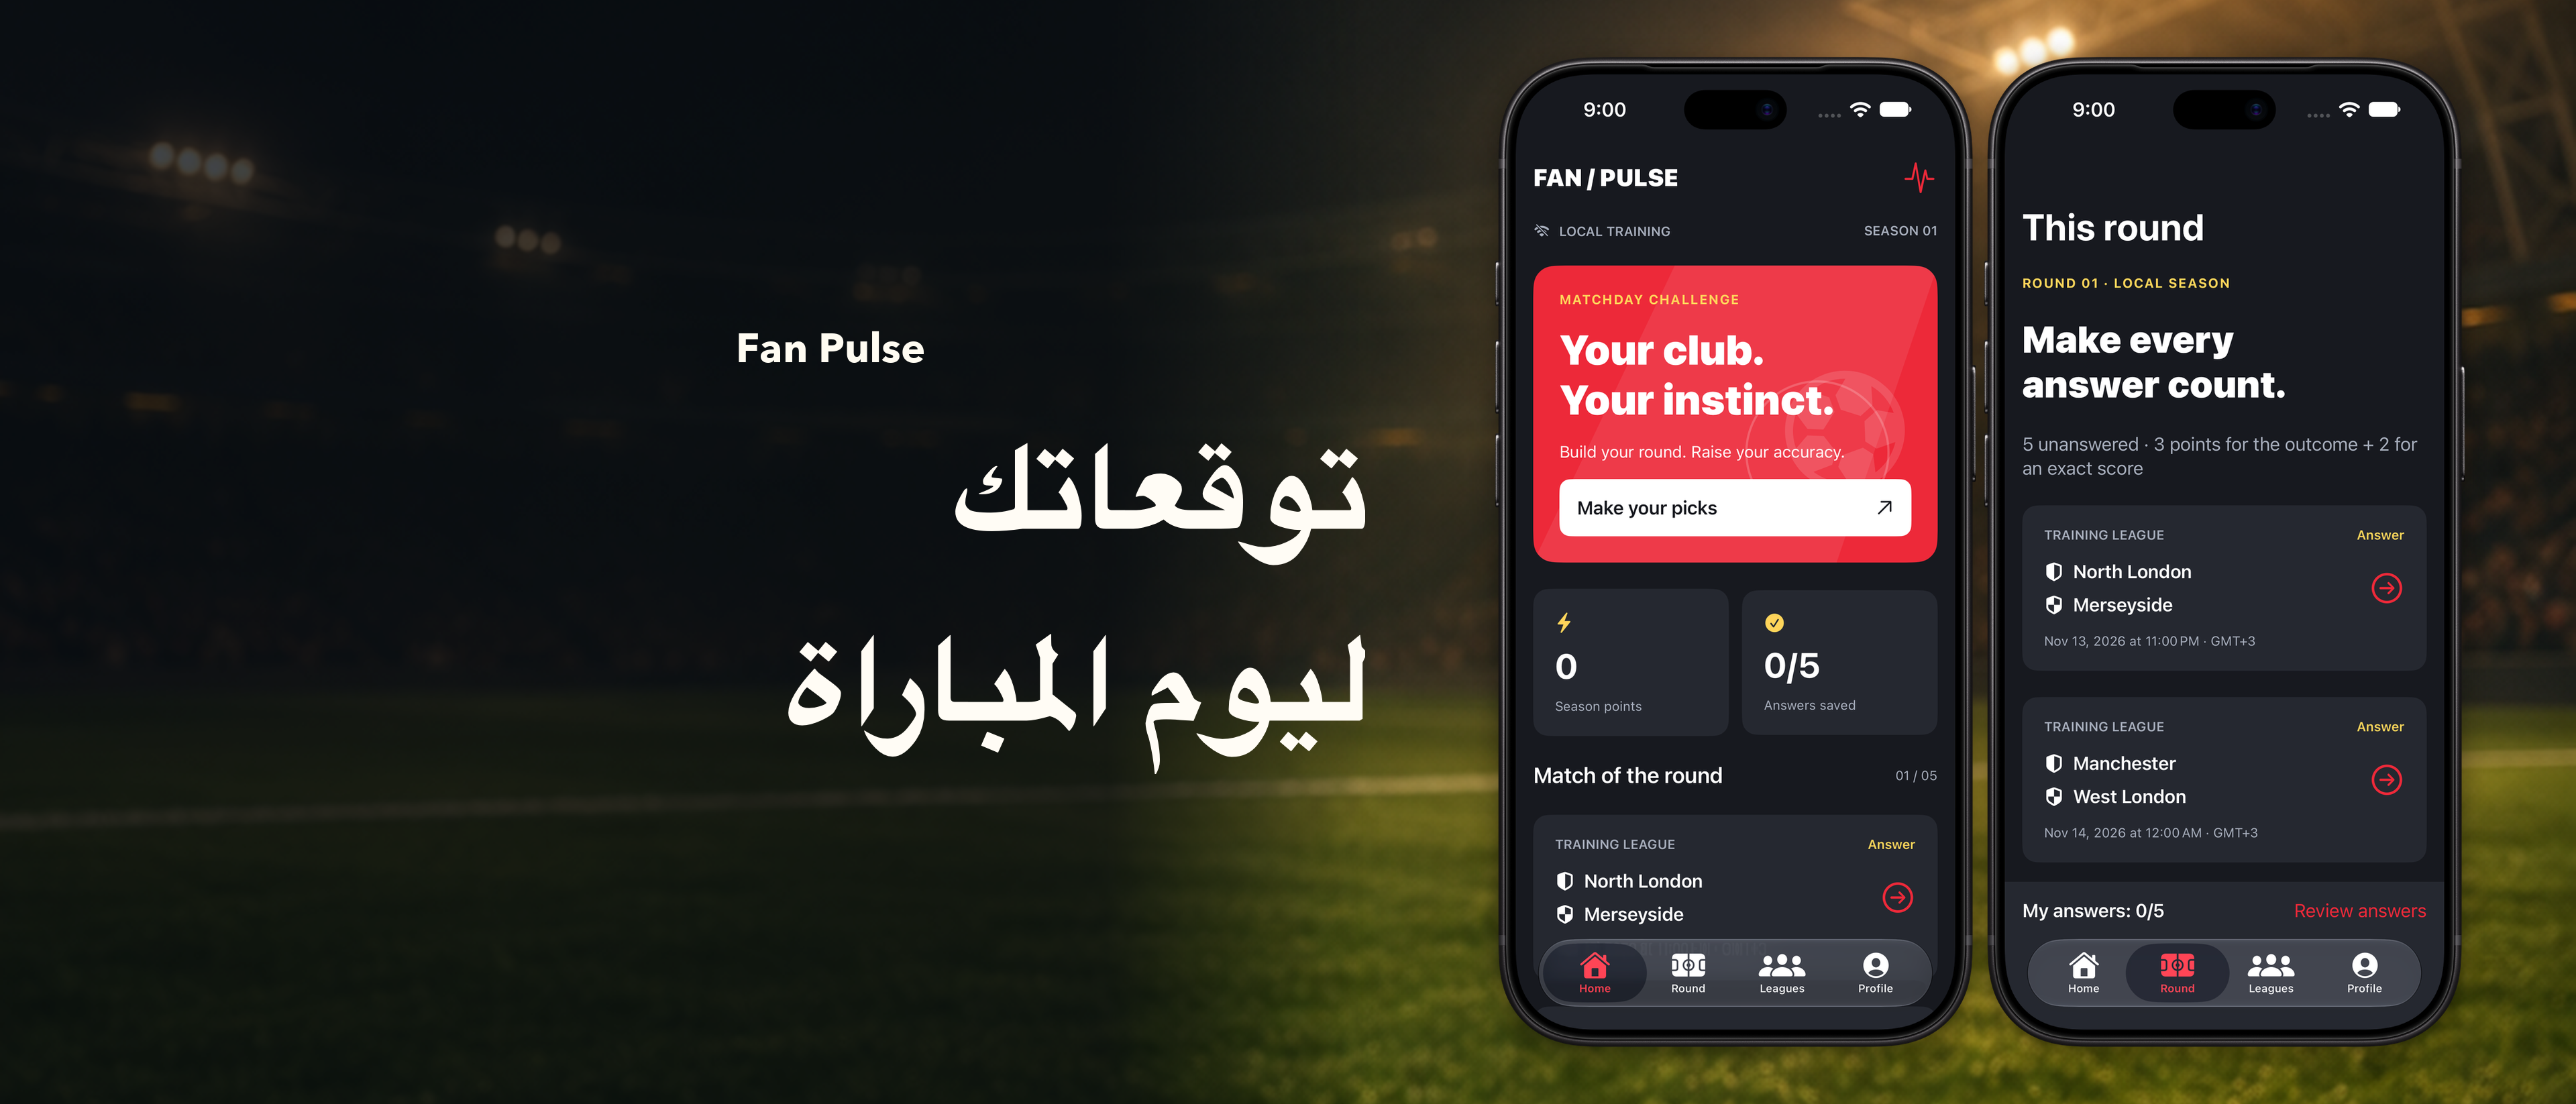 Fan Pulse
توقعاتك
ليوم المباراة
9:00
FAN / PULSE
LOCAL TRAINING
SEASON 01
MATCHDAY CHALLENGE
Your club.
Your instinct.
Build your round. Raise your accuracy.
Make your picks
0
Season points
0/5
Answers saved
Match of the round
01 / 05
TRAINING LEAGUE
Answer
North London
Merseyside
Home
Round
Leagues
Profile
9:00
This round
ROUND 01 · LOCAL SEASON
Make every
answer count.
5 unanswered · 3 points for the outcome + 2 for
an exact score
TRAINING LEAGUE
Answer
North London
Merseyside
Nov 13, 2026 at 11:00 PM · GMT+3
TRAINING LEAGUE
Answer
Manchester
West London
Nov 14, 2026 at 12:00 AM · GMT+3
My answers: 0/5
Review answers
Home
Round
Leagues
Profile